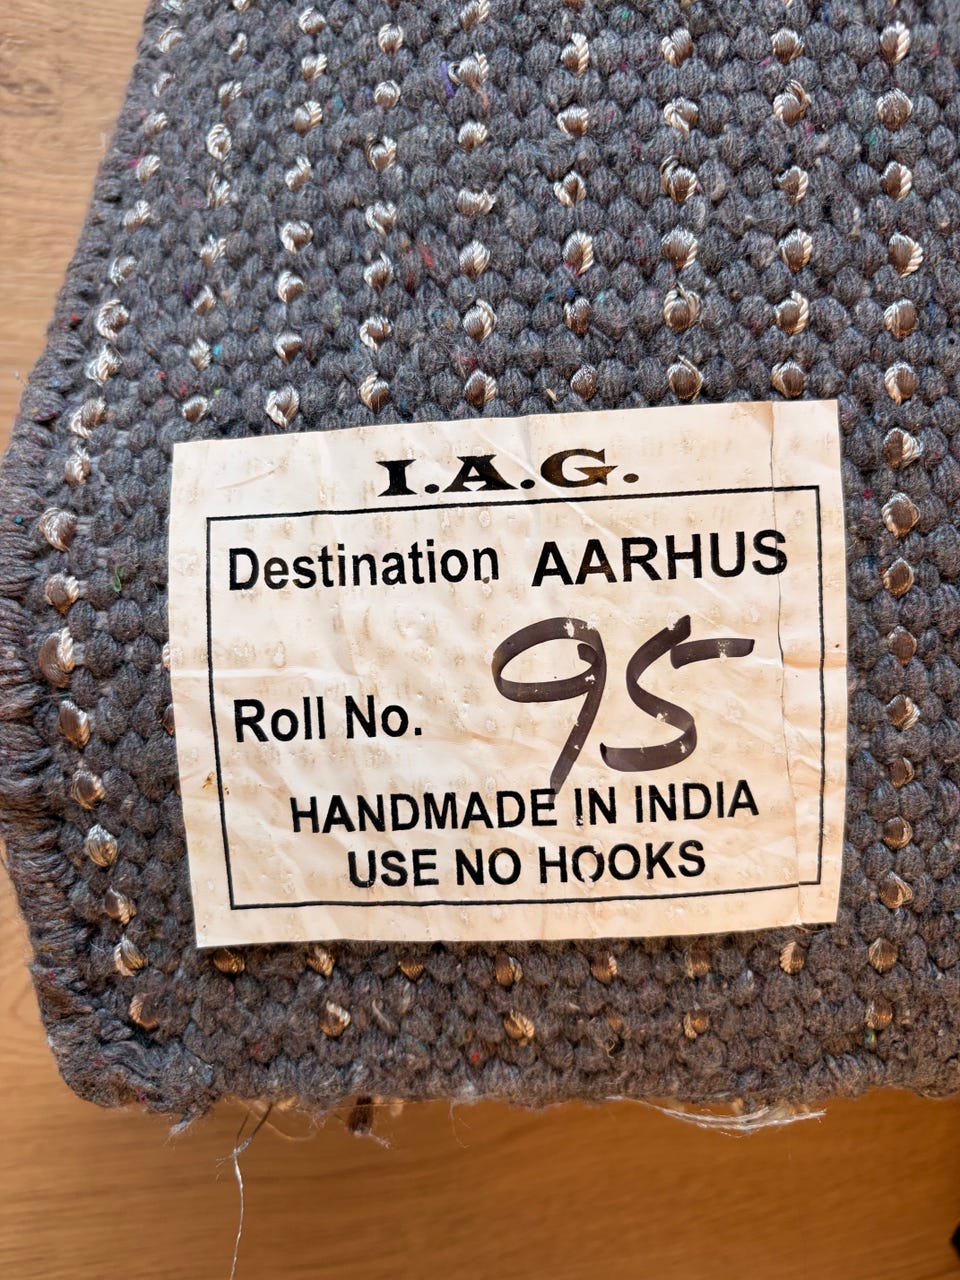 I.A.G.
Destination AARHUS
Roll No. 95
HANDMADE IN INDIA
USE NO HOOKS